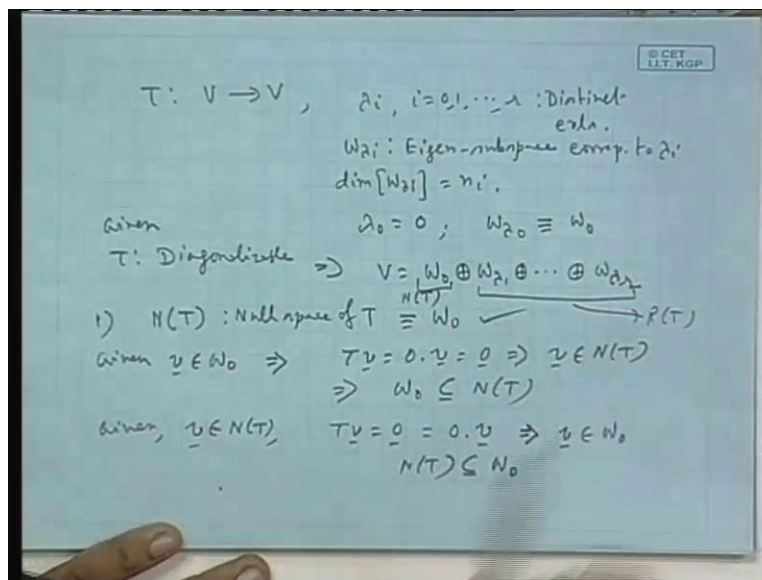 © CET
I.I.T. KGP
T: V → V, λi, i = 0,1,...,r : Distinct
evls.
Wλi : Eigen-subspace corresp. to λi
dim[Wλi] = ni.
Given λ0 = 0, Wλ0 ≡ W0
T: Diagonalizable ⇒ V = W0 ⊕ Wλ1 ⊕ ... ⊕ Wλr
N(T)
R(T)
1) N(T) : Null space of T ≡ W0 ✓
Given v ∈ W0 ⇒ Tv = 0.v = 0 ⇒ v ∈ N(T)
⇒ W0 ⊆ N(T)
Given, v ∈ N(T), Tv = 0 = 0.v ⇒ v ∈ W0
N(T) ⊆ W0